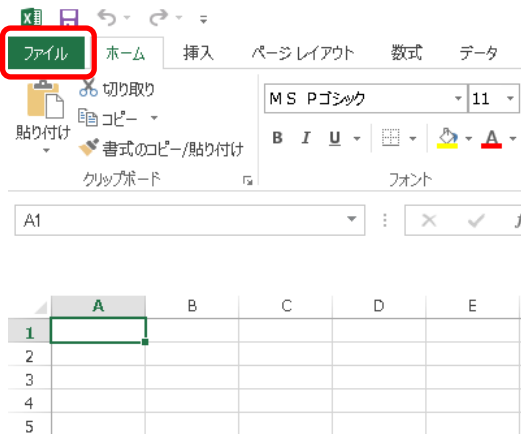 ファイル ホーム 挿入 ページ レイアウト 数式 データ
切り取り
MS Pゴシック 11
コピー
貼り付け
B I U A
書式のコピー/貼り付け
クリップボード フォント
A1
A B C D E
1
2
3
4
5